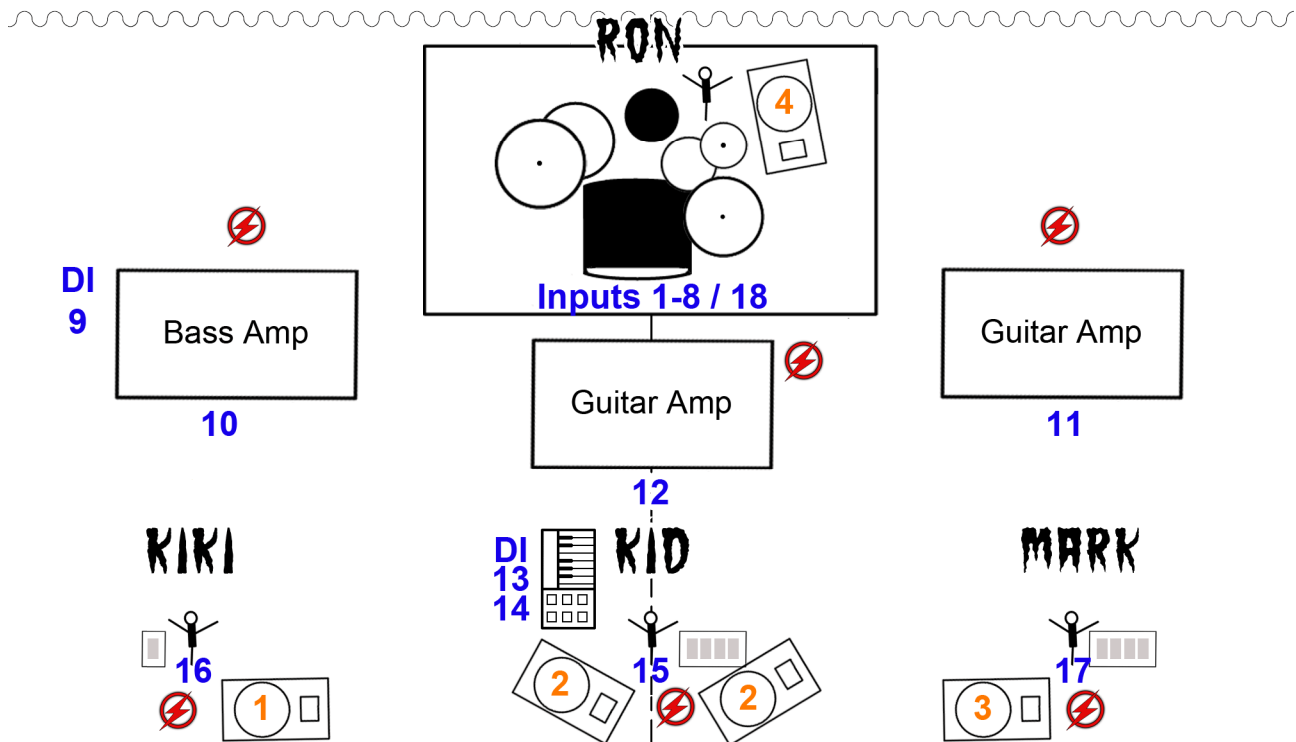 RON
4
Inputs 1-8 / 18
DI
9
Bass Amp
10
Guitar Amp
12
Guitar Amp
11
KIKI
16
1
DI
13
14
KID
15
2
2
MARK
17
3